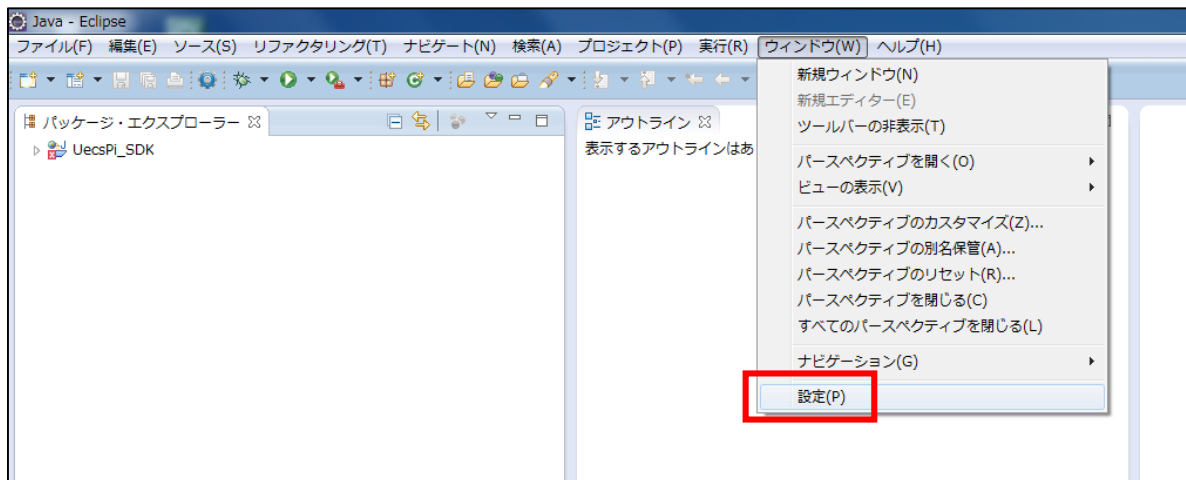 Java - Eclipse
ファイル(F) 編集(E) ソース(S) リファクタリング(T) ナビゲート(N) 検索(A) プロジェクト(P) 実行(R) ウィンドウ(W) ヘルプ(H)
パッケージ・エクスプローラー
UecsPi_SDK
アウトライン
表示するアウトラインはあ
新規ウィンドウ(N)
新規エディター(E)
ツールバーの非表示(T)
パースペクティブを開く(O)
ビューの表示(V)
パースペクティブのカスタマイズ(Z)...
パースペクティブの別名保管(A)...
パースペクティブのリセット(R)...
パースペクティブを閉じる(C)
すべてのパースペクティブを閉じる(L)
ナビゲーション(G)
設定(P)